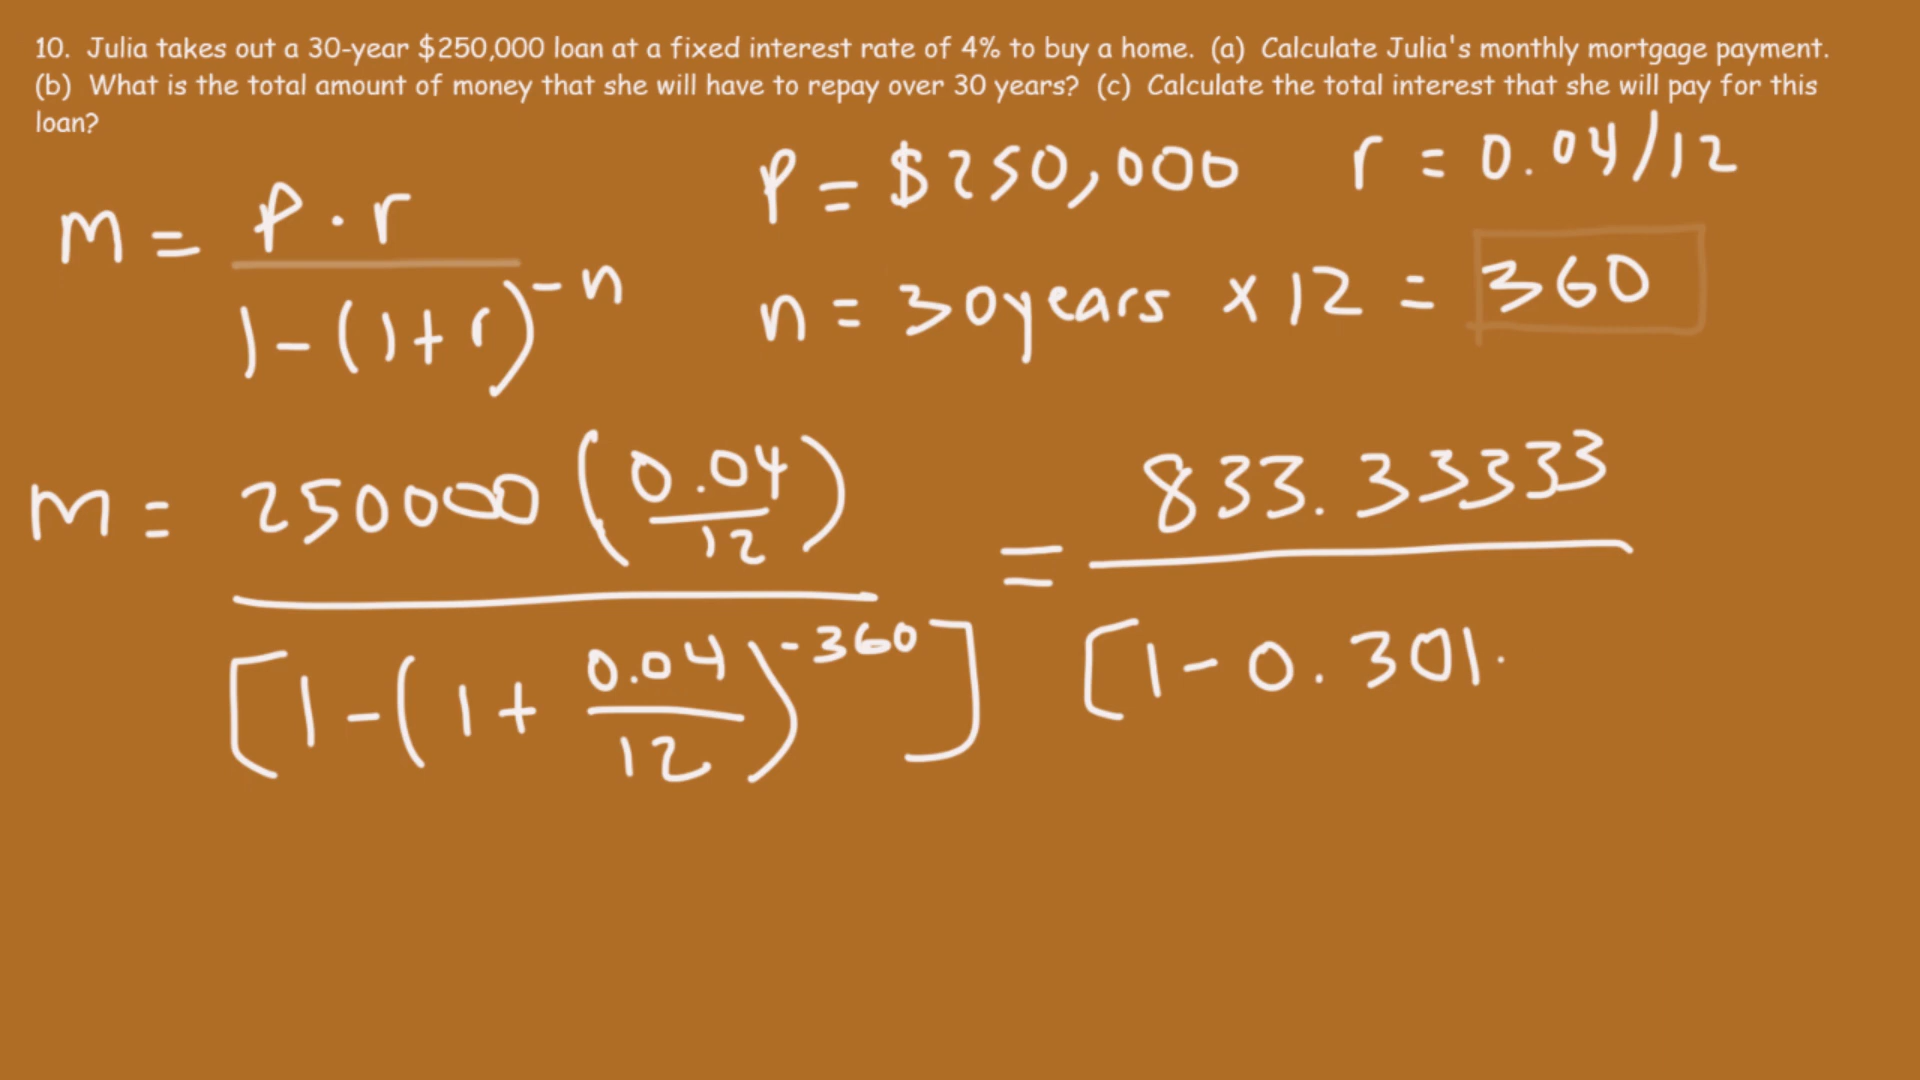 10. Julia takes out a 30-year $250,000 loan at a fixed interest rate of 4% to buy a home. (a) Calculate Julia's monthly mortgage payment.
(b) What is the total amount of money that she will have to repay over 30 years? (c) Calculate the total interest that she will pay for this
loan?
P = $250,000 r = 0.04/12
M = P·r
1-(1+r)^-n
n = 30years × 12 = 360
M = 250000 (0.04/12) = 833.33333
[1-(1+ 0.04/12)^-360] [1-0.301.